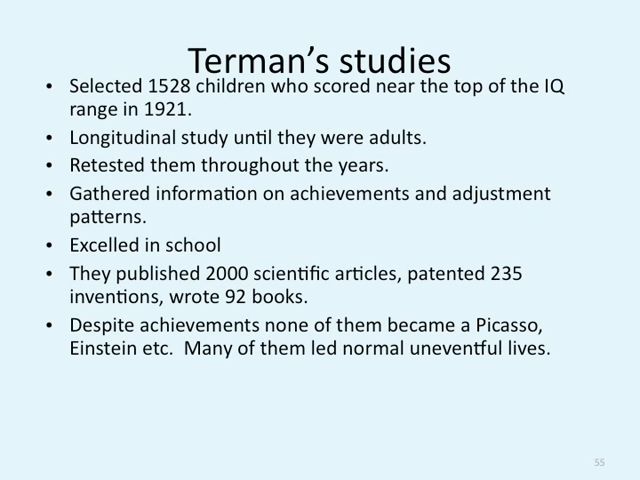 Terman’s studies
• Selected 1528 children who scored near the top of the IQ
range in 1921.
• Longitudinal study until they were adults.
• Retested them throughout the years.
• Gathered information on achievements and adjustment
patterns.
• Excelled in school
• They published 2000 scientific articles, patented 235
inventions, wrote 92 books.
• Despite achievements none of them became a Picasso,
Einstein etc.  Many of them led normal uneventful lives.
55